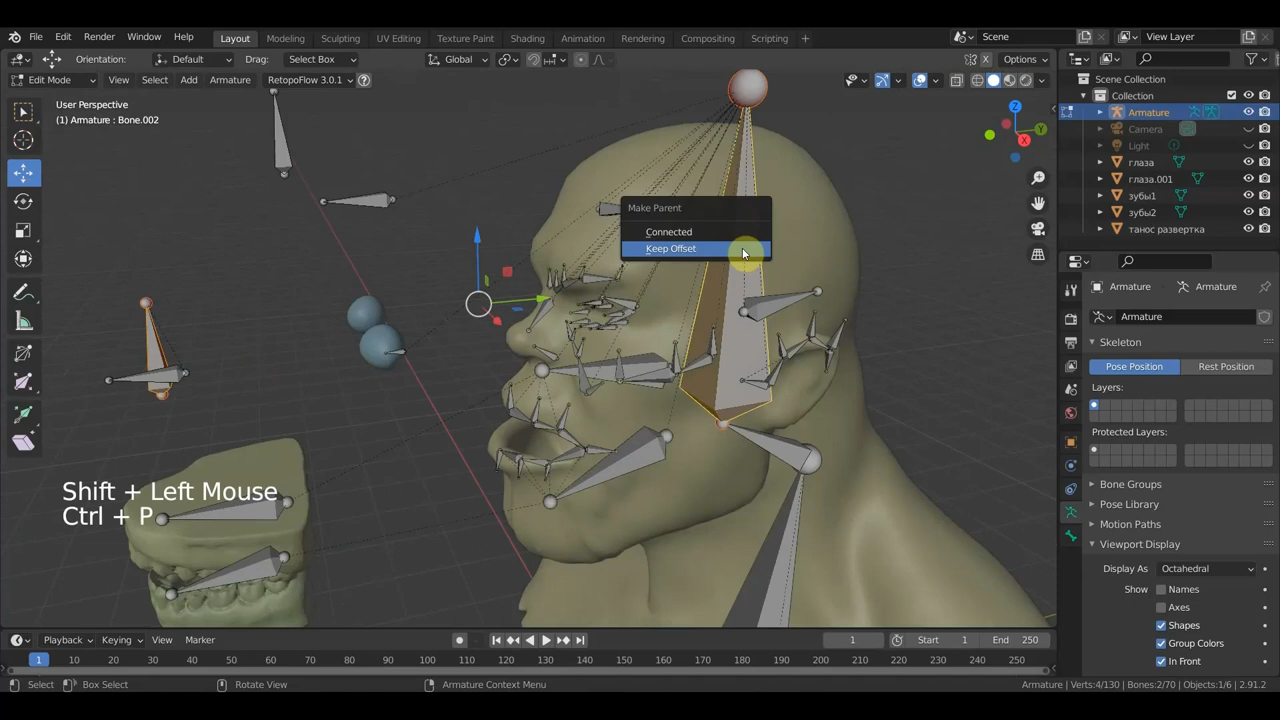 File Edit Render Window Help Layout Modeling Sculpting UV Editing Texture Paint Shading Animation Rendering Compositing Scripting + Scene View Layer
Orientation: Default Drag: Select Box Global Options
Edit Mode View Select Add Armature RetopoFlow 3.0.1
User Perspective
(1) Armature : Bone.002
Make Parent
Connected
Keep Offset
Shift + Left Mouse
Ctrl + P
Z
Y
X
Scene Collection
Collection
Armature
Camera
Light
глаза
глаза.001
зубы1
зубы2
танос развертка
Armature Armature
Armature
Skeleton
Pose Position Rest Position
Layers:
Protected Layers:
Bone Groups
Pose Library
Motion Paths
Viewport Display
Display As Octahedral
Show Names
Axes
Shapes
Group Colors
In Front
Playback Keying View Marker 1 Start 1 End 250
1 10 20 30 40 50 60 70 80 90 100 110 120 130 140 150 160 170 180 190 200 210 220 230 240 250
Select Box Select Rotate View Armature Context Menu Armature | Verts:4/130 | Bones:2/70 | Objects:1/6 | 2.91.2